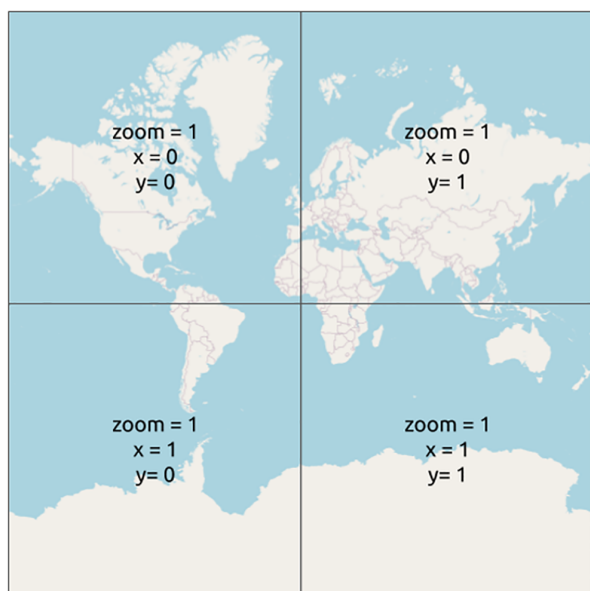 zoom = 1
x = 0
y= 0
zoom = 1
x = 0
y= 1
zoom = 1
x = 1
y= 0
zoom = 1
x = 1
y= 1